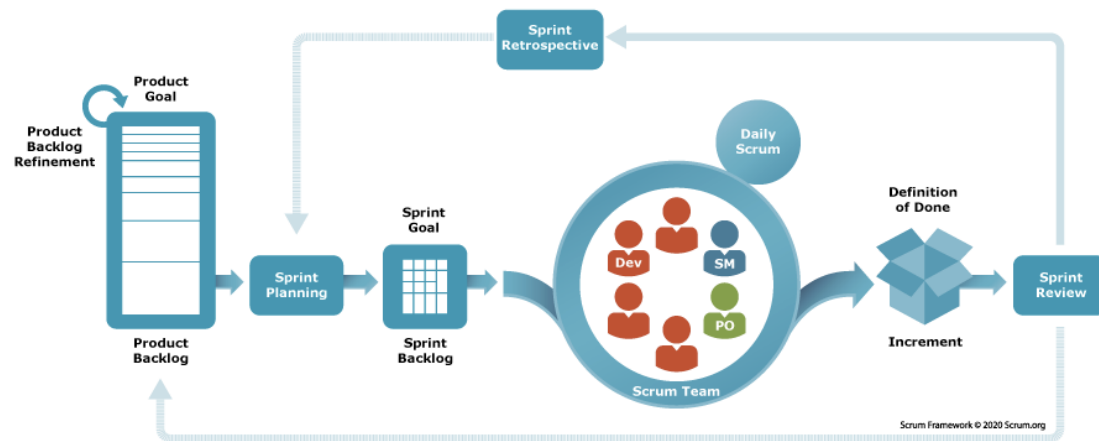 Sprint
Retrospective
Product
Goal
Product
Backlog
Refinement
Daily
Scrum
Definition
of Done
Sprint
Goal
Dev
SM
Sprint
Planning
Sprint
Review
PO
Product
Backlog
Sprint
Backlog
Increment
Scrum Team
Scrum Framework © 2020 Scrum.org